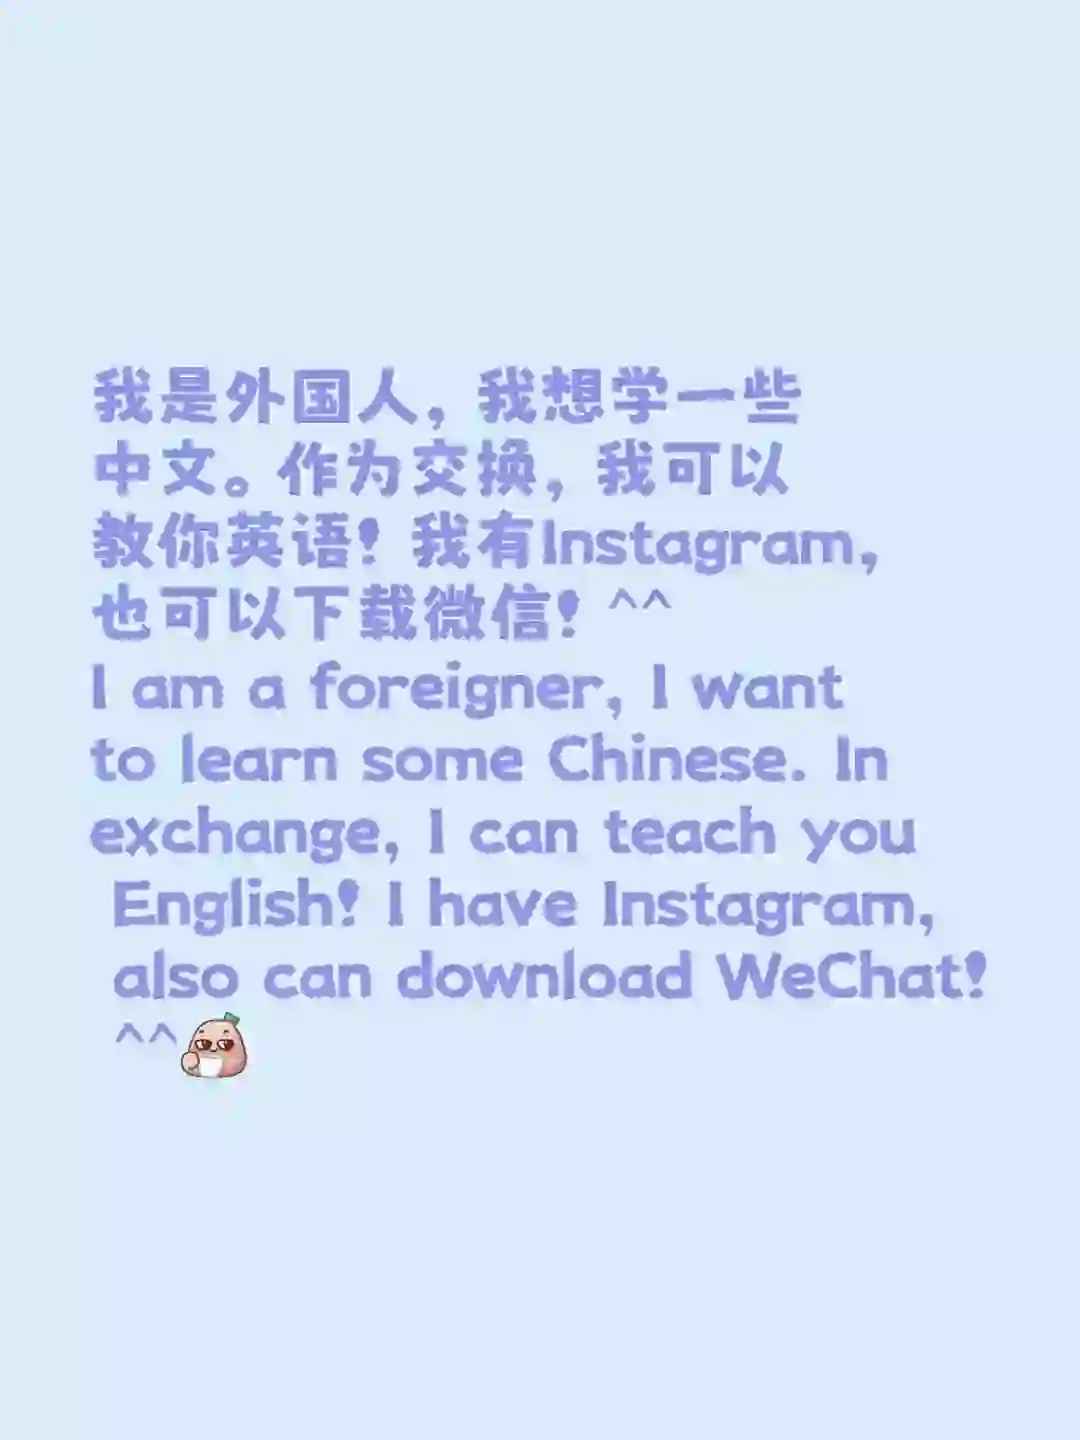 我是外国人，我想学一些
中文。作为交换，我可以
教你英语！我有Instagram，
也可以下载微信！^^
I am a foreigner, I want
to learn some Chinese. In
exchange, I can teach you
English! I have Instagram,
also can download WeChat!
^^